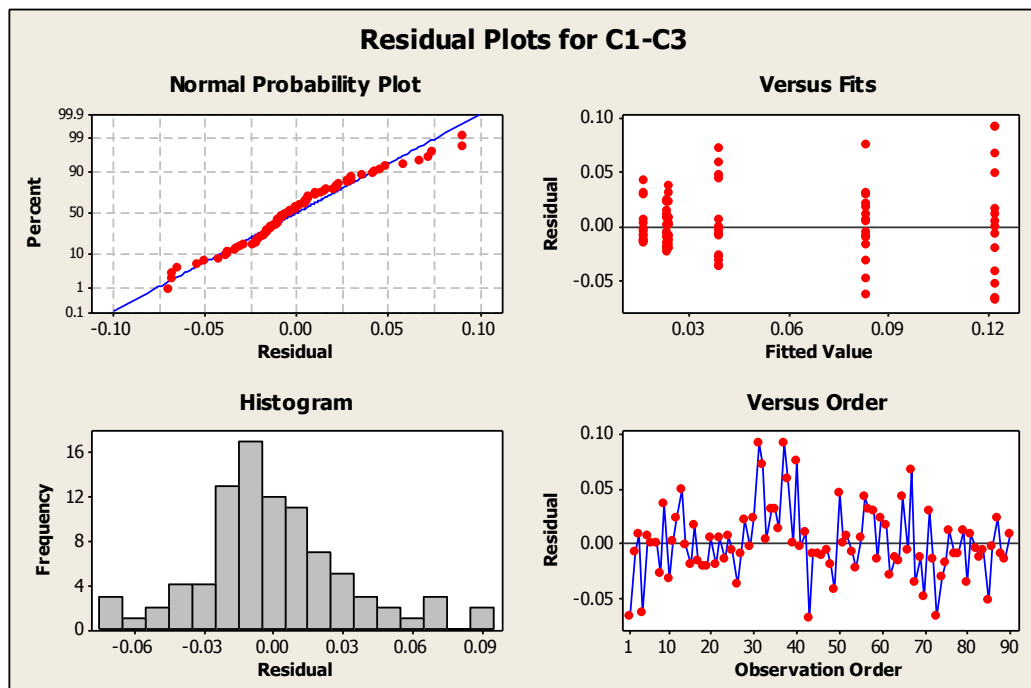 Residual Plots for C1-C3
Normal Probability Plot
99.9
99
90
50
10
1
0.1
Percent
-0.10 -0.05 0.00 0.05 0.10
Residual
Versus Fits
0.10
0.05
0.00
-0.05
Residual
0.03 0.06 0.09 0.12
Fitted Value
Histogram
16
12
8
4
0
Frequency
-0.06 -0.03 0.00 0.03 0.06 0.09
Residual
Versus Order
0.10
0.05
0.00
-0.05
Residual
1 10 20 30 40 50 60 70 80 90
Observation Order